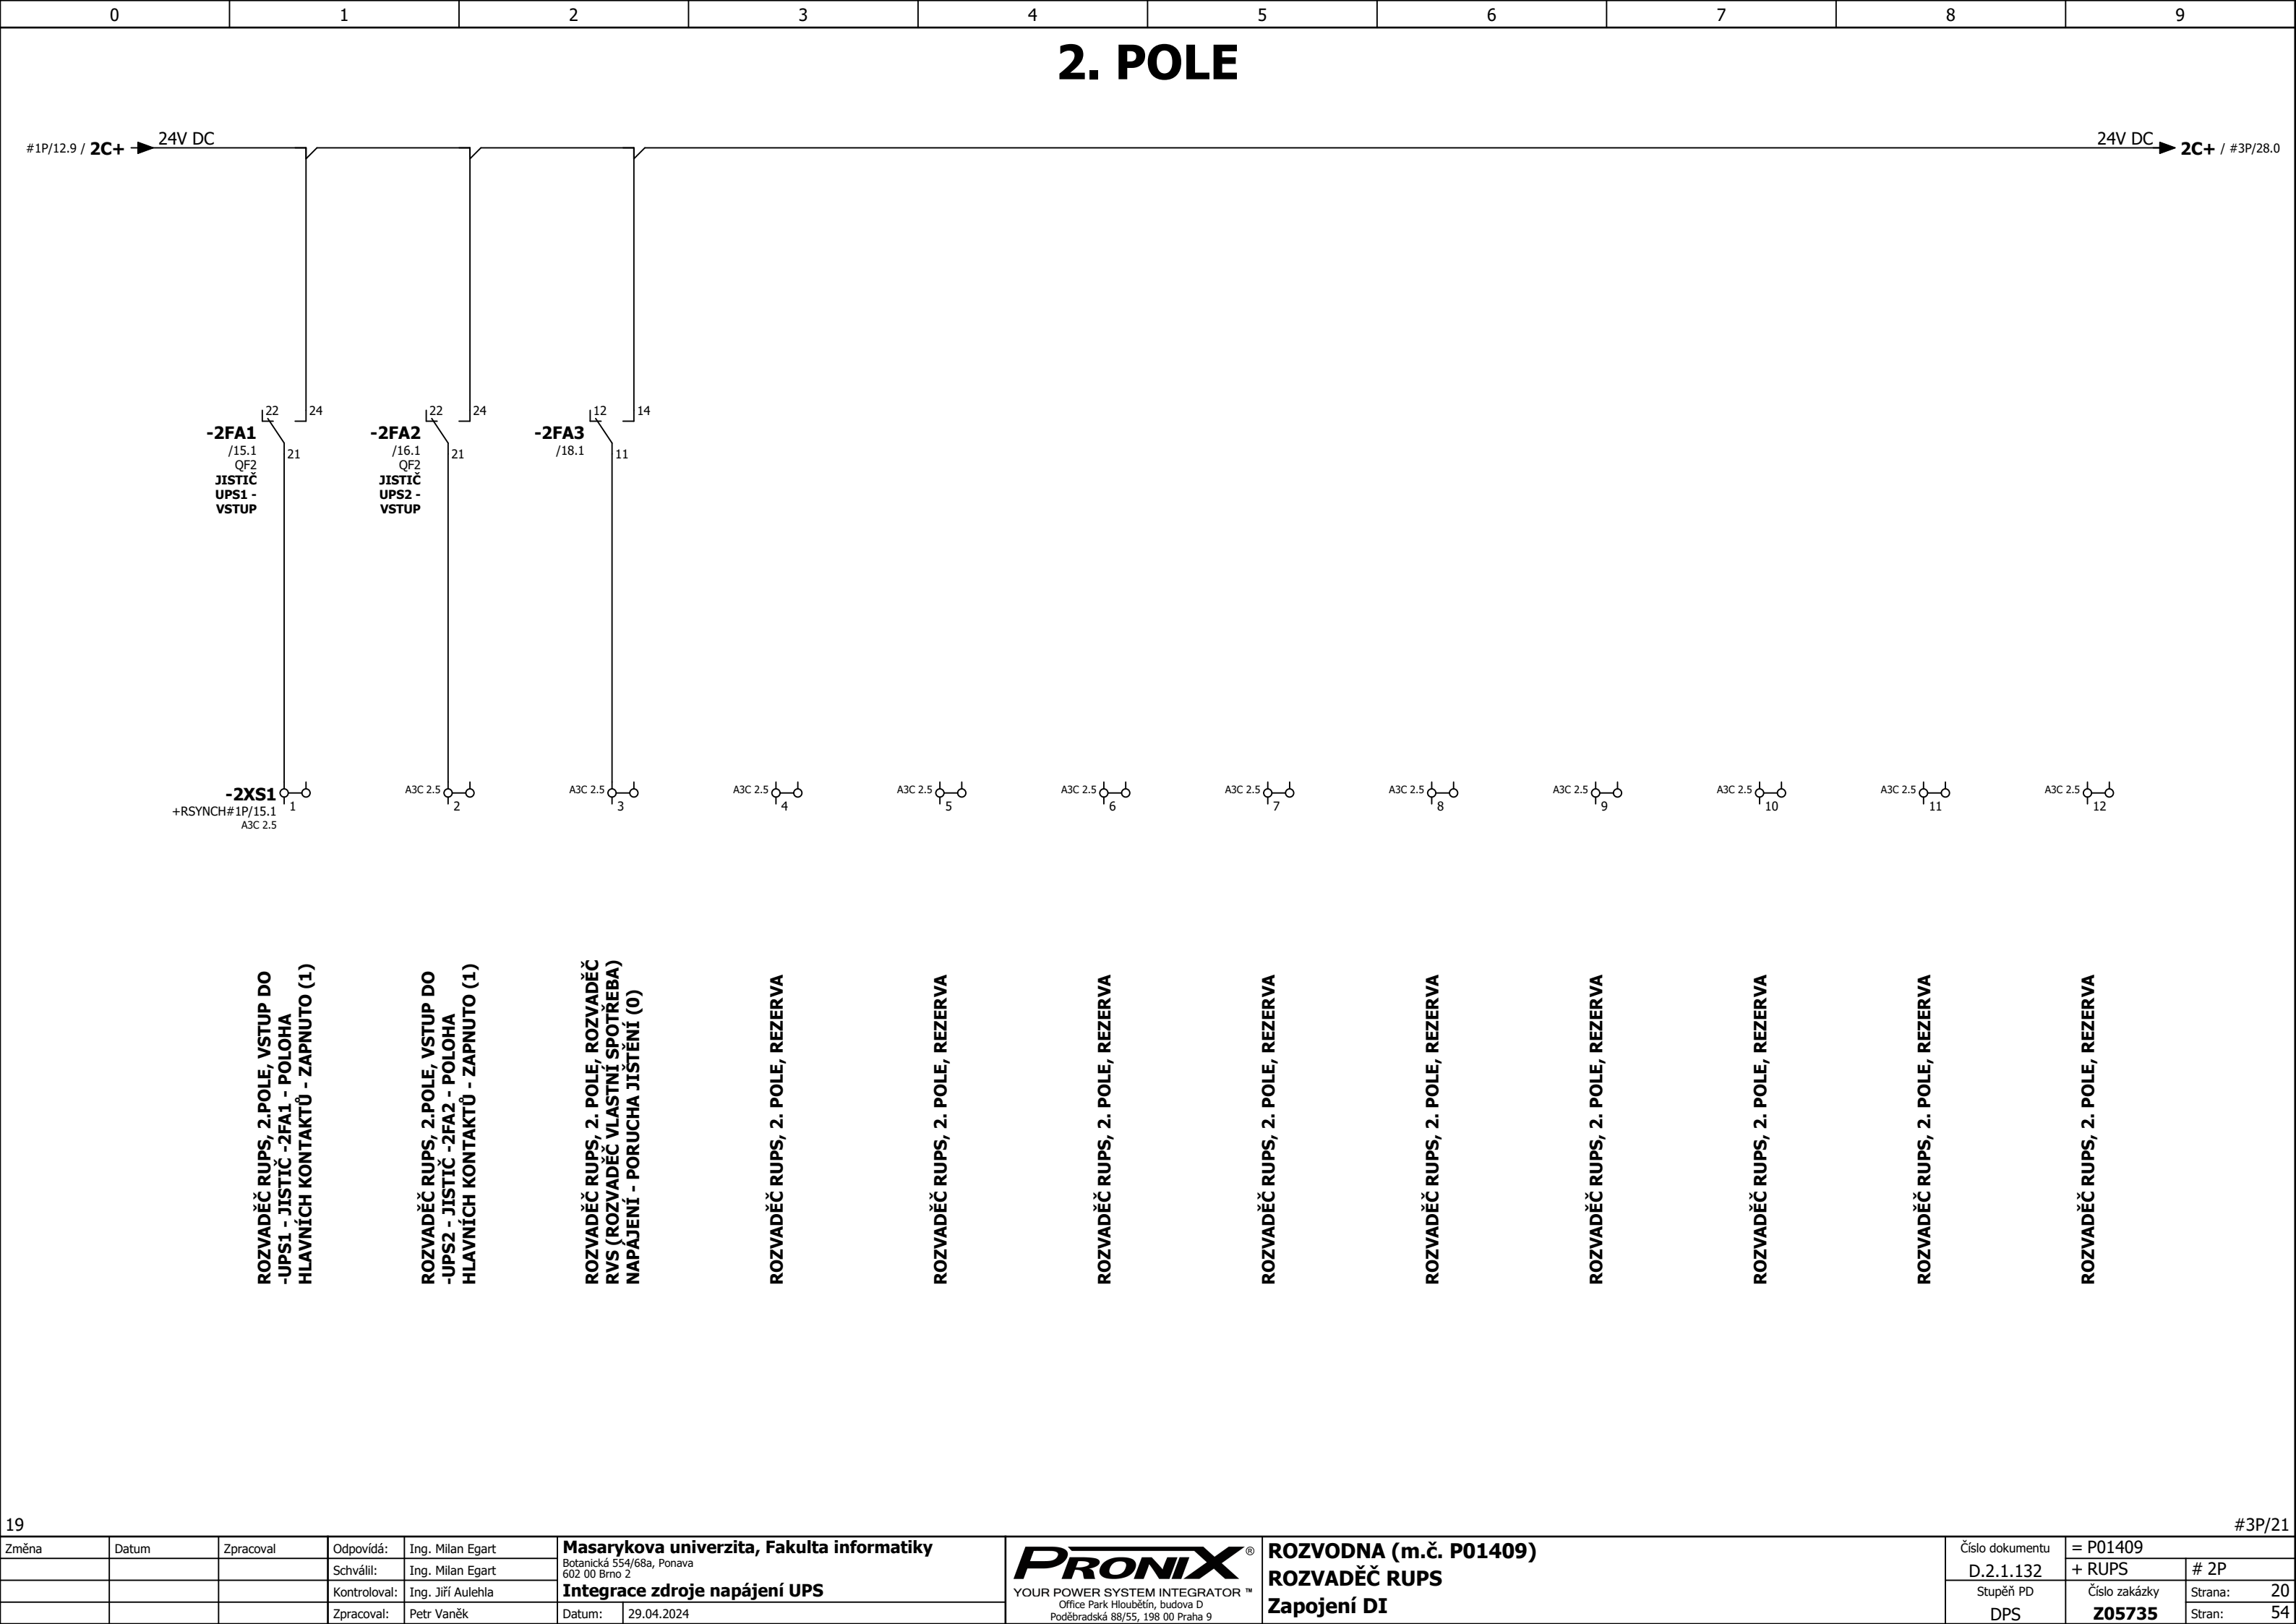 0 1 2 3 4 5 6 7 8 9
2. POLE
#1P/12.9 / 2C+ 24V DC
24V DC 2C+ / #3P/28.0
22 24
-2FA1
/15.1
21
QF2
JISTIČ
UPS1 -
VSTUP
22 24
-2FA2
/16.1
21
QF2
JISTIČ
UPS2 -
VSTUP
12 14
-2FA3
/18.1
11
-2XS1
+RSYNCH#1P/15.1
A3C 2.5
1
A3C 2.5
2
A3C 2.5
3
A3C 2.5
4
A3C 2.5
5
A3C 2.5
6
A3C 2.5
7
A3C 2.5
8
A3C 2.5
9
A3C 2.5
10
A3C 2.5
11
A3C 2.5
12
ROZVADĚČ RUPS, 2.POLE, VSTUP DO
-UPS1 - JISTIČ -2FA1 - POLOHA
HLAVNÍCH KONTAKTŮ - ZAPNUTO (1)
ROZVADĚČ RUPS, 2.POLE, VSTUP DO
-UPS2 - JISTIČ -2FA2 - POLOHA
HLAVNÍCH KONTAKTŮ - ZAPNUTO (1)
ROZVADĚČ RUPS, 2. POLE, ROZVADĚČ
RVS (ROZVADĚČ VLASTNÍ SPOTŘEBA)
NAPÁJENÍ - PORUCHA JIŠTĚNÍ (0)
ROZVADĚČ RUPS, 2. POLE, REZERVA
ROZVADĚČ RUPS, 2. POLE, REZERVA
ROZVADĚČ RUPS, 2. POLE, REZERVA
ROZVADĚČ RUPS, 2. POLE, REZERVA
ROZVADĚČ RUPS, 2. POLE, REZERVA
ROZVADĚČ RUPS, 2. POLE, REZERVA
ROZVADĚČ RUPS, 2. POLE, REZERVA
ROZVADĚČ RUPS, 2. POLE, REZERVA
ROZVADĚČ RUPS, 2. POLE, REZERVA
19
#3P/21
Změna Datum Zpracoval
Odpovídá: Ing. Milan Egart
Schválil: Ing. Milan Egart
Kontroloval: Ing. Jiří Aulehla
Zpracoval: Petr Vaněk
Masarykova univerzita, Fakulta informatiky
Botanická 554/68a, Ponava
602 00 Brno 2
Integrace zdroje napájení UPS
Datum: 29.04.2024
PRONIX ®
YOUR POWER SYSTEM INTEGRATOR ™
Office Park Hloubětín, budova D
Poděbradská 88/55, 198 00 Praha 9
ROZVODNA (m.č. P01409)
ROZVADĚČ RUPS
Zapojení DI
Číslo dokumentu
D.2.1.132
Stupěň PD
DPS
= P01409
+ RUPS # 2P
Číslo zakázky
Z05735
Strana: 20
Stran: 54